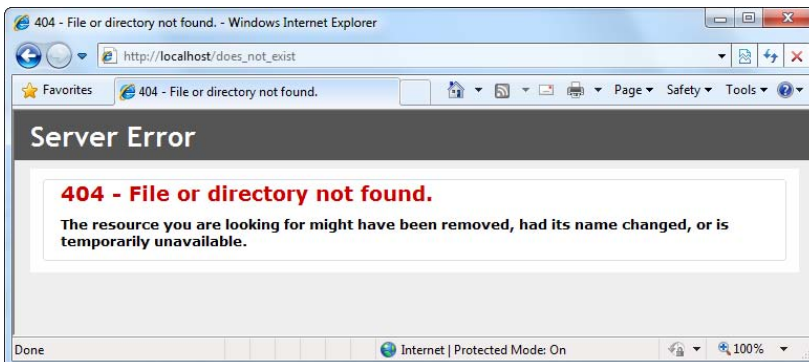 404 - File or directory not found. - Windows Internet Explorer
http://localhost/does_not_exist
Favorites 404 - File or directory not found. Page Safety Tools
Server Error
404 - File or directory not found.
The resource you are looking for might have been removed, had its name changed, or is
temporarily unavailable.
Done Internet | Protected Mode: On 100%